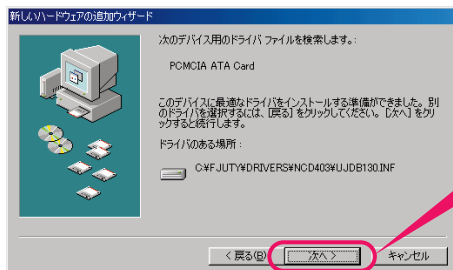 新しいハードウェアの追加ウィザード
次のデバイス用のドライバ ファイルを検索します。:
PCMCIA ATA Card
このデバイスに最適なドライバをインストールする準備ができました。別
のドライバを選択するには、[戻る] をクリックしてください。[次へ] をクリ
ックすると続行します。
ドライバのある場所 :
C:¥FJUTY¥DRIVERS¥NCD403¥UJDB130.INF
< 戻る(B)
次へ >
キャンセル